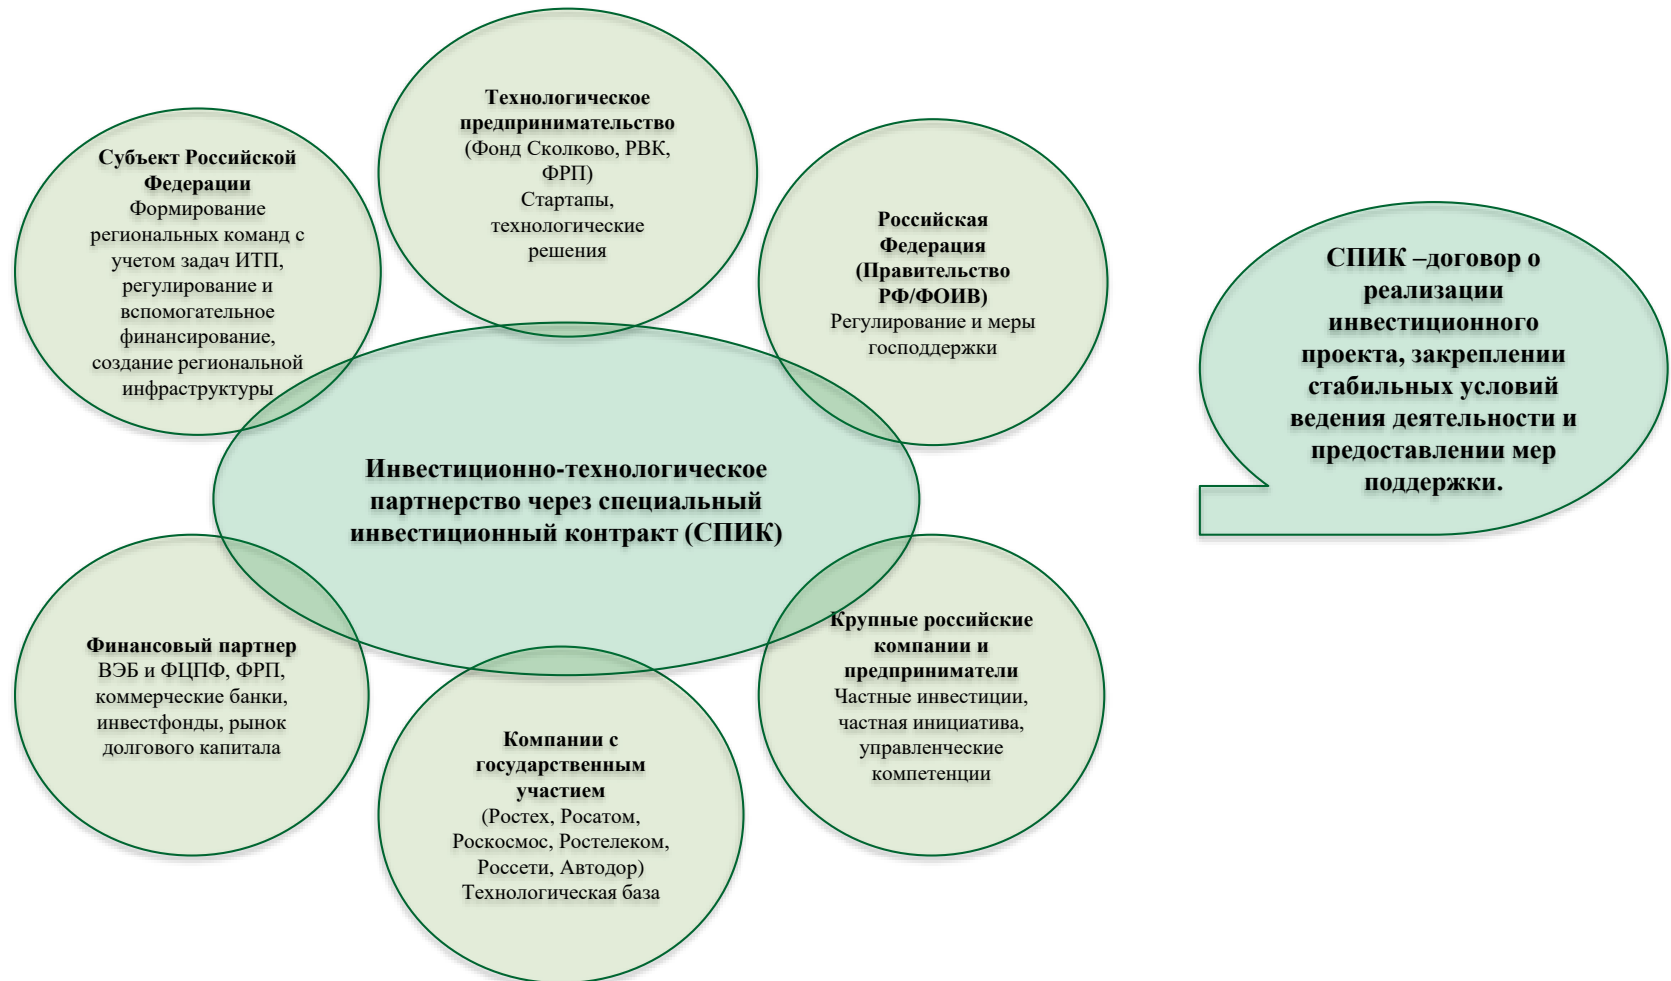 Технологическое
предпринимательство
(Фонд Сколково, РВК,
ФРП)
Стартапы,
технологические
решения
Субъект Российской
Федерации
Формирование
региональных команд с
учетом задач ИТП,
регулирование и
вспомогательное
финансирование,
создание региональной
инфраструктуры
Российская
Федерация
(Правительство
РФ/ФОИВ)
Регулирование и меры
господдержки
СПИК –договор о
реализации
инвестиционного
проекта, закреплении
стабильных условий
ведения деятельности и
предоставлении мер
поддержки.
Инвестиционно-технологическое
партнерство через специальный
инвестиционный контракт (СПИК)
Финансовый партнер
ВЭБ и ФЦПФ, ФРП,
коммерческие банки,
инвестфонды, рынок
долгового капитала
Компании с
государственным
участием
(Ростех, Росатом,
Роскосмос, Ростелеком,
Россети, Автодор)
Технологическая база
Крупные российские
компании и
предприниматели
Частные инвестиции,
частная инициатива,
управленческие
компетенции